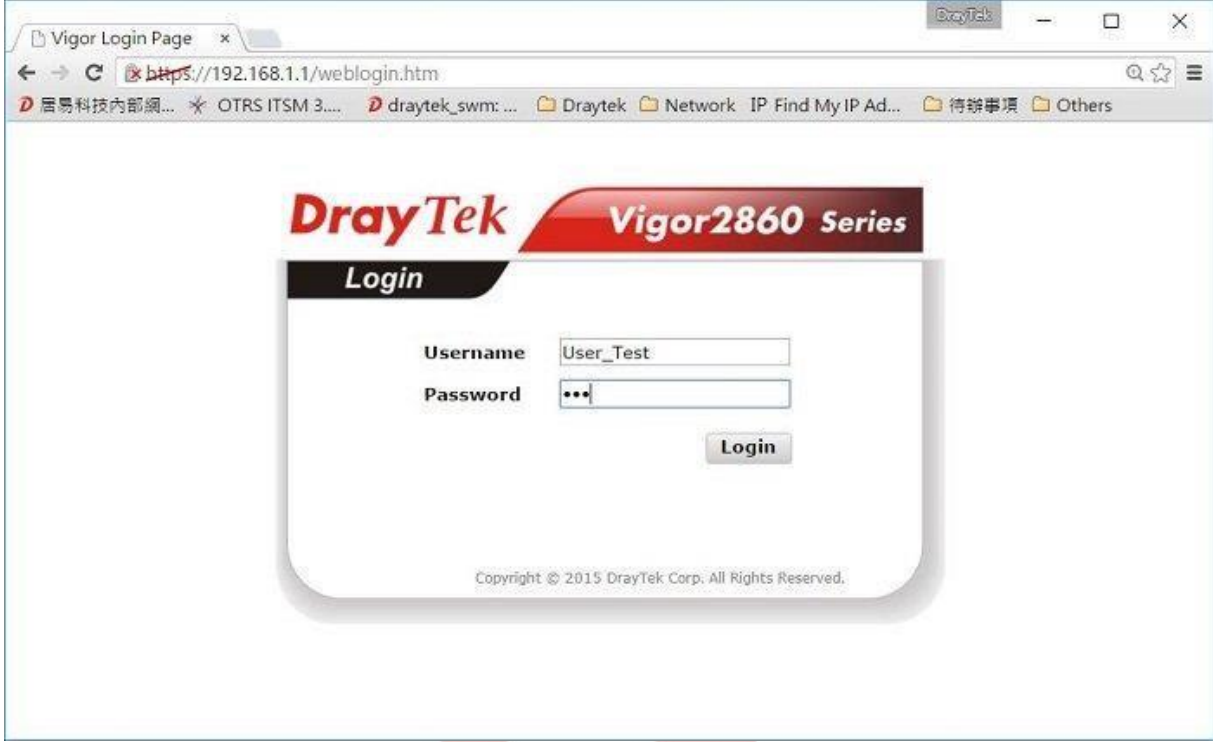 DrayTek
Vigor Login Page
https://192.168.1.1/weblogin.htm
居易科技內部網... OTRS ITSM 3.... draytek_swm: ... Draytek Network IP Find My IP Ad... 待辦事項 Others
DrayTek Vigor2860 Series
Login
Username User_Test
Password •••
Login
Copyright © 2015 DrayTek Corp. All Rights Reserved.